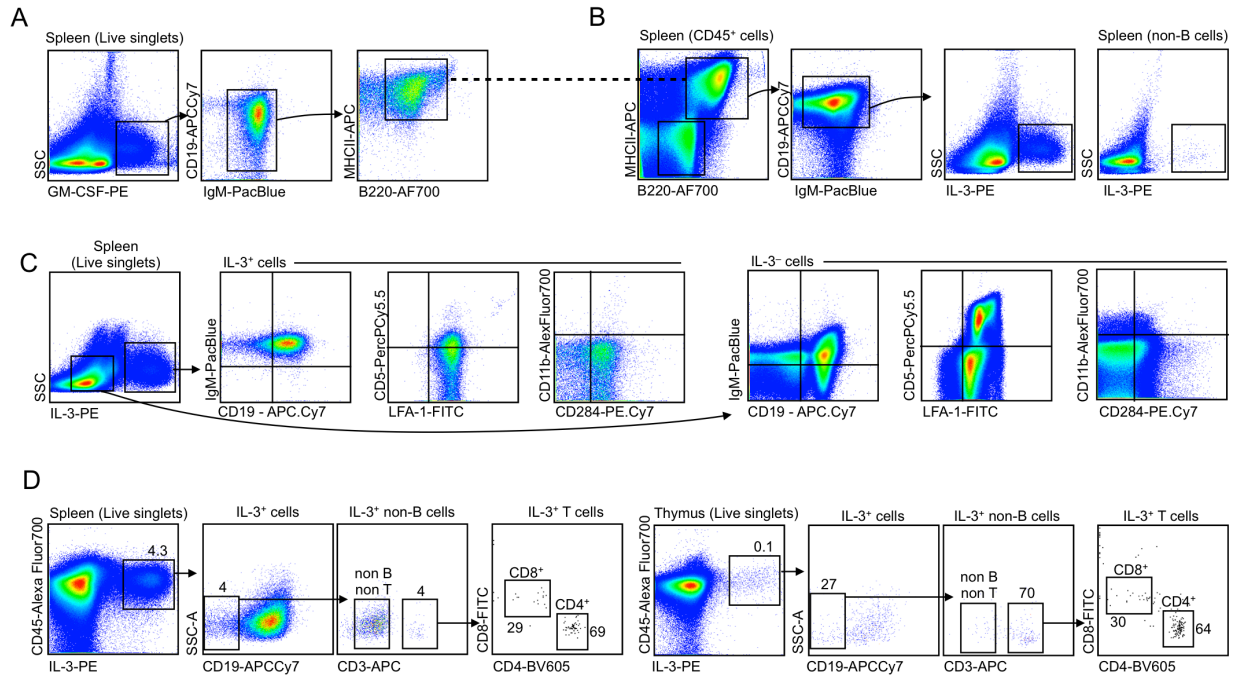 A
Spleen (Live singlets)
SSC
GM-CSF-PE
CD19-APCCy7
IgM-PacBlue
MHCII-APC
B220-AF700
B
Spleen (CD45⁺ cells)
MHCII-APC
B220-AF700
CD19-APCCy7
IgM-PacBlue
SSC
IL-3-PE
Spleen (non-B cells)
SSC
IL-3-PE
C
Spleen
(Live singlets)
SSC
IL-3-PE
IL-3⁺ cells
IgM-PacBlue
CD19 - APC.Cy7
CD5-PercPCy5.5
LFA-1-FITC
CD11b-AlexFluor700
CD284-PE.Cy7
IL-3⁻ cells
IgM-PacBlue
CD19 - APC.Cy7
CD5-PercPCy5.5
LFA-1-FITC
CD11b-AlexFluor700
CD284-PE.Cy7
D
Spleen (Live singlets)
CD45-Alexa Fluor700
4.3
IL-3-PE
IL-3⁺ cells
4
SSC-A
CD19-APCCy7
IL-3⁺ non-B cells
non B
non T
4
CD3-APC
IL-3⁺ T cells
CD8⁺
CD4⁺
29
69
CD8-FITC
CD4-BV605
Thymus (Live singlets)
CD45-Alexa Fluor700
0.1
IL-3-PE
IL-3⁺ cells
27
SSC-A
CD19-APCCy7
IL-3⁺ non-B cells
non B
non T
70
CD3-APC
IL-3⁺ T cells
CD8⁺
CD4⁺
30
64
CD8-FITC
CD4-BV605